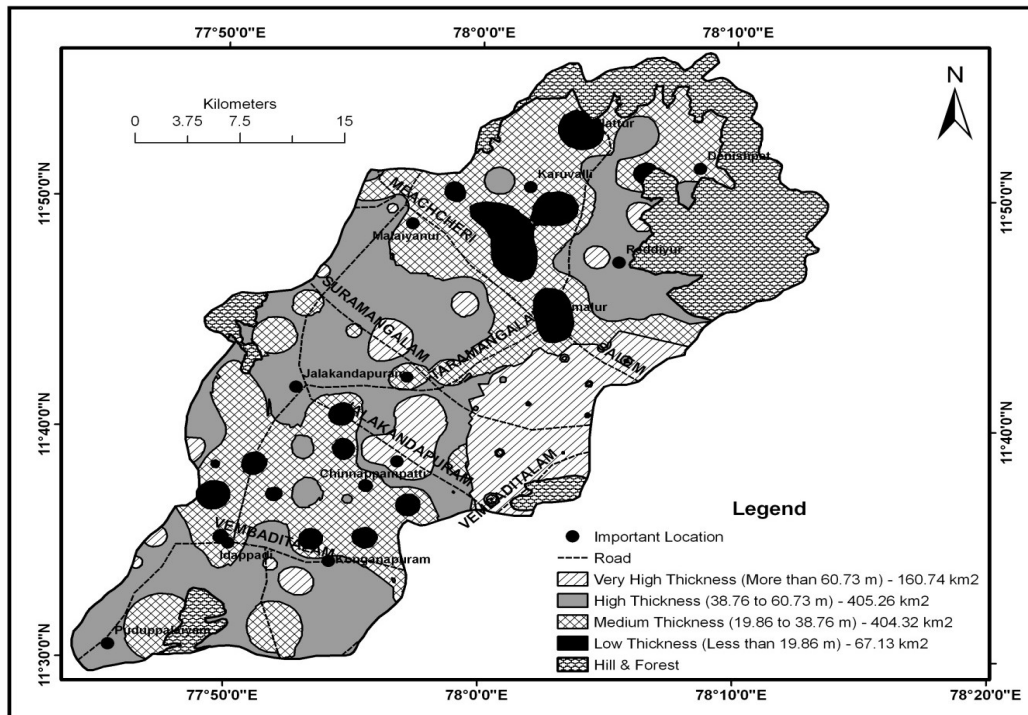 77°50'0"E 78°0'0"E 78°10'0"E
N
Kilometers
0 3.75 7.5 15
11°50'0"N 11°50'0"N
11°40'0"N 11°40'0"N
11°30'0"N 11°30'0"N
Denishpet
Karuvalli
MEACHCHERI
Malaiyanur
Reddiyur
SURAMANGALAM
SALEM
Jalakandapuram
JALAKANDAPURAM
Chinnappampatti
VEMBADITALAM
VEMBADITALAM
Idappadi
Konganapuram
Legend
Important Location
Road
Very High Thickness (More than 60.73 m) - 160.74 km2
High Thickness (38.76 to 60.73 m) - 405.26 km2
Medium Thickness (19.86 to 38.76 m) - 404.32 km2
Low Thickness (Less than 19.86 m) - 67.13 km2
Hill & Forest
77°50'0"E 78°0'0"E 78°10'0"E 78°20'0"E